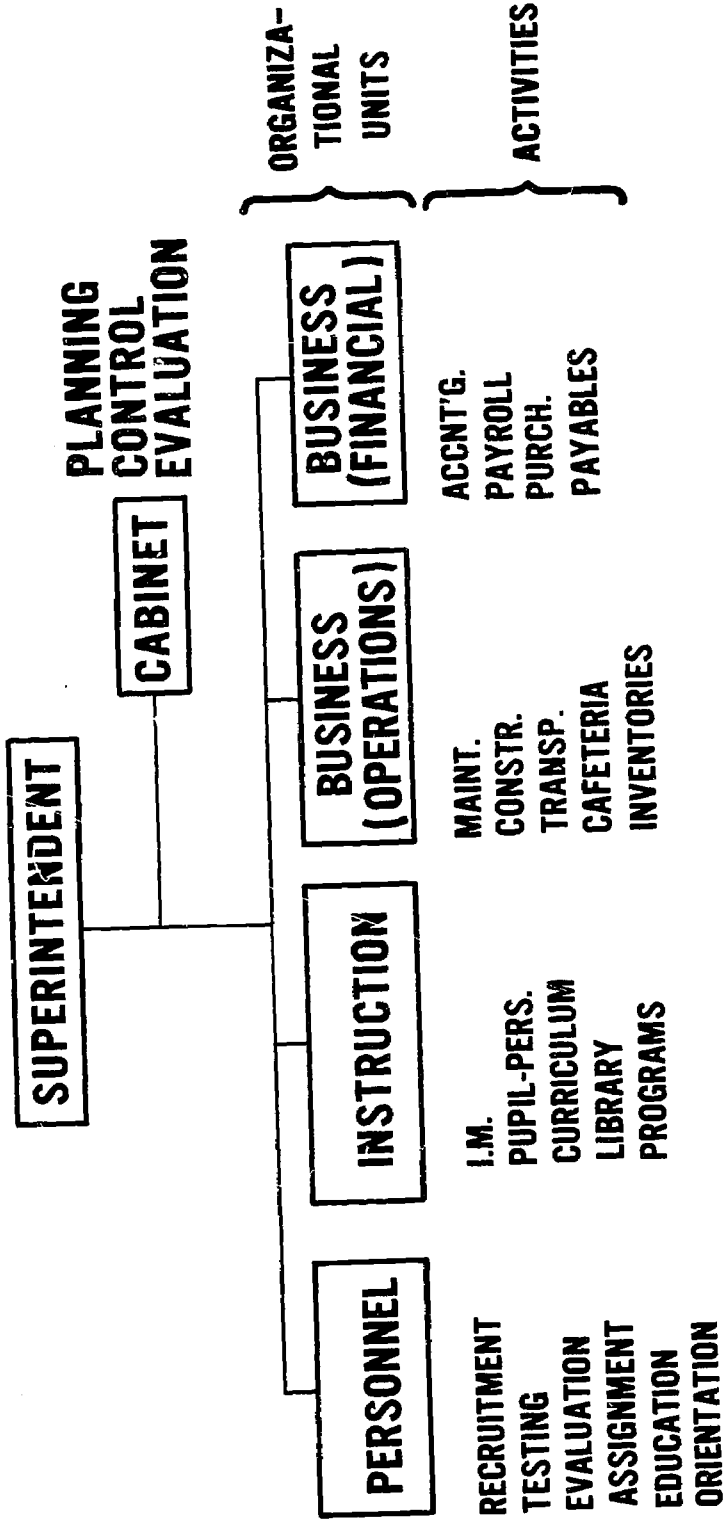 SUPERINTENDENT
CABINET
PLANNING
CONTROL
EVALUATION
PERSONNEL
INSTRUCTION
BUSINESS
(OPERATIONS)
BUSINESS
(FINANCIAL)
ORGANIZA-
TIONAL
UNITS
RECRUITMENT
TESTING
EVALUATION
ASSIGNMENT
EDUCATION
ORIENTATION
I.M.
PUPIL-PERS.
CURRICULUM
LIBRARY
PROGRAMS
MAINT.
CONSTR.
TRANSP.
CAFETERIA
INVENTORIES
ACCNT'G.
PAYROLL
PURCH.
PAYABLES
ACTIVITIES